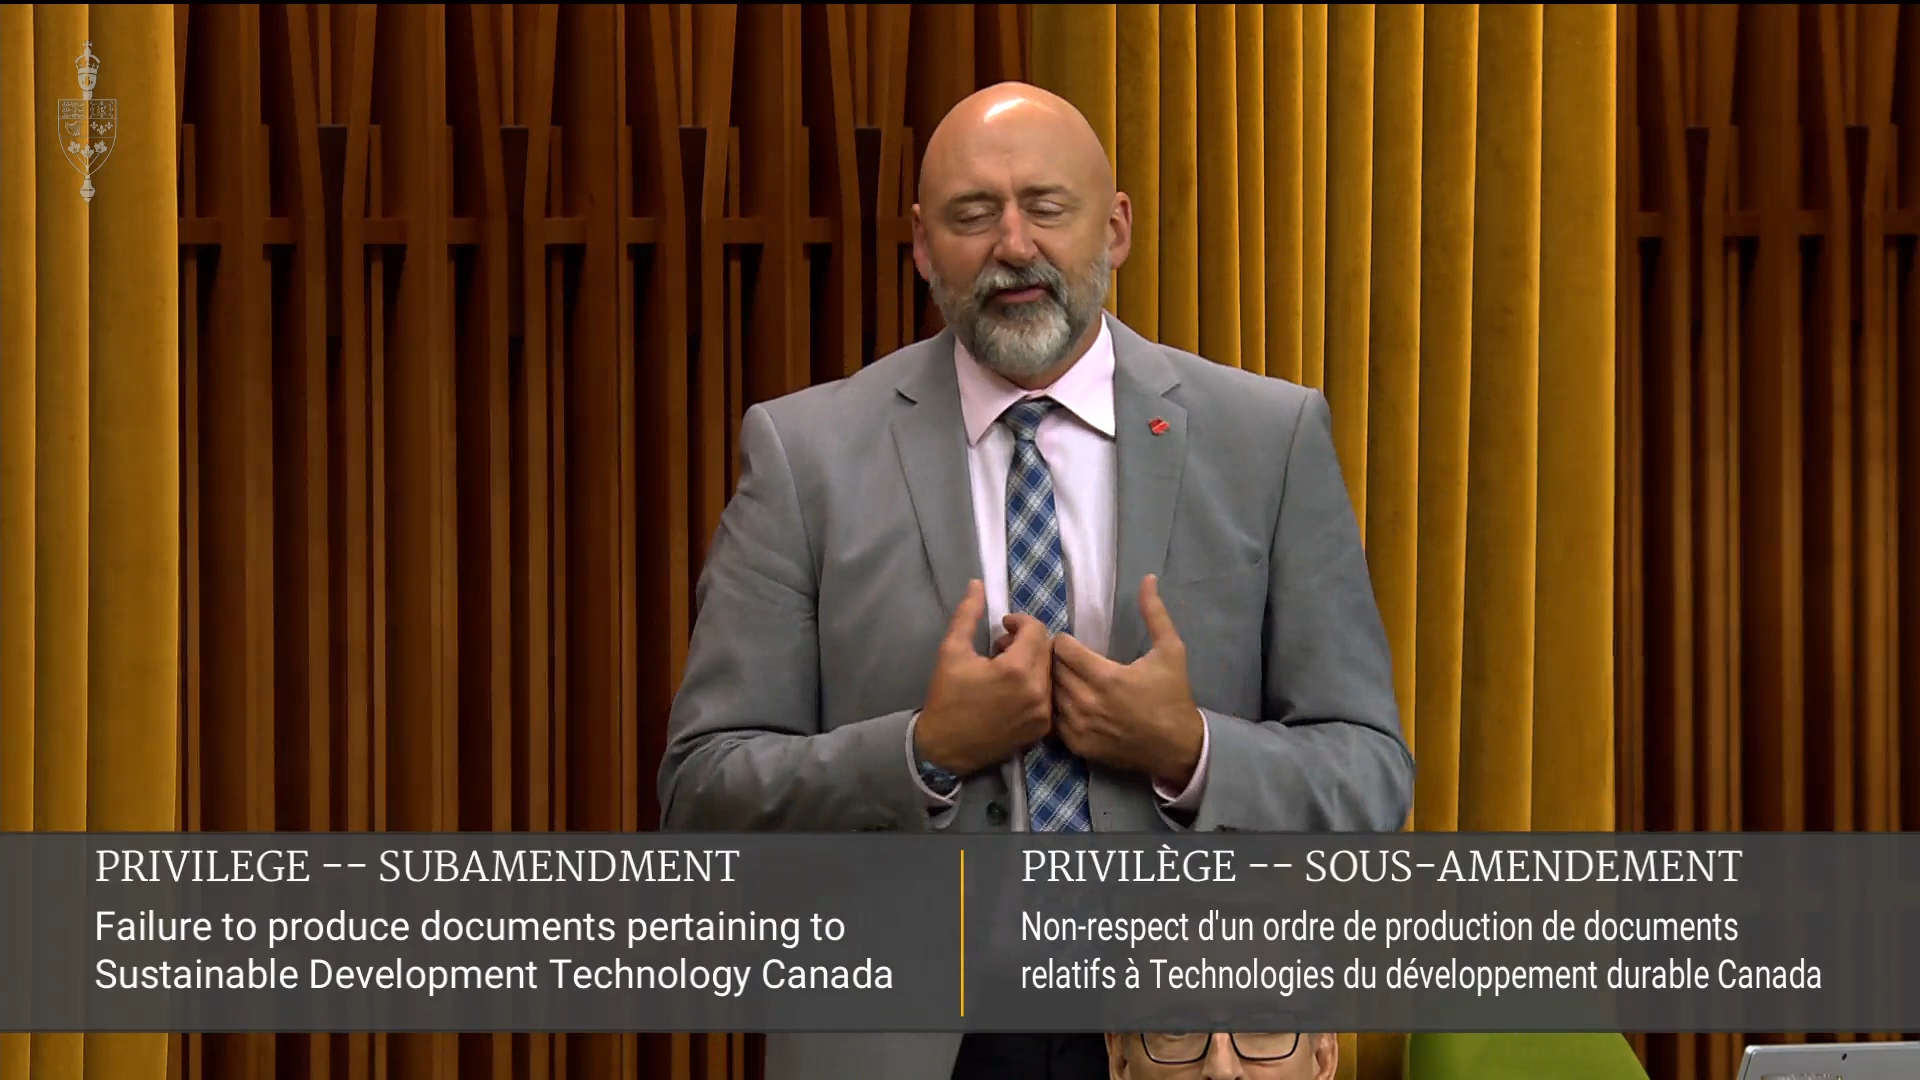 PRIVILEGE -- SUBAMENDMENT
Failure to produce documents pertaining to
Sustainable Development Technology Canada
PRIVILÈGE -- SOUS-AMENDEMENT
Non-respect d'un ordre de production de documents
relatifs à Technologies du développement durable Canada